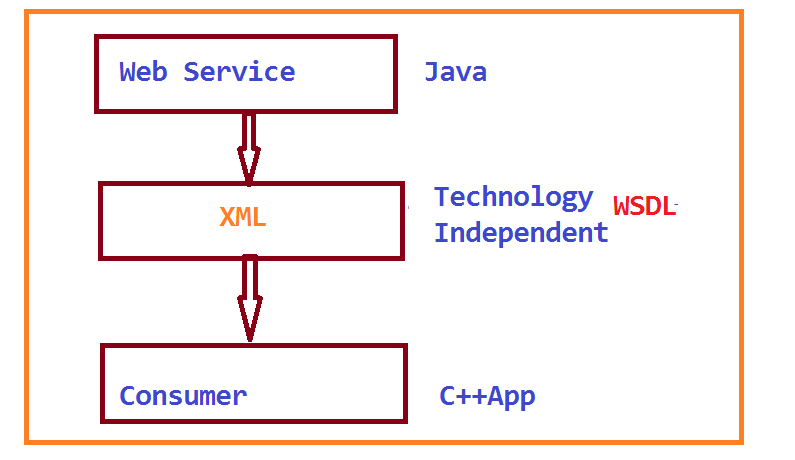 Web Service Java
XML
Technology WSDL
Independent
Consumer C++App